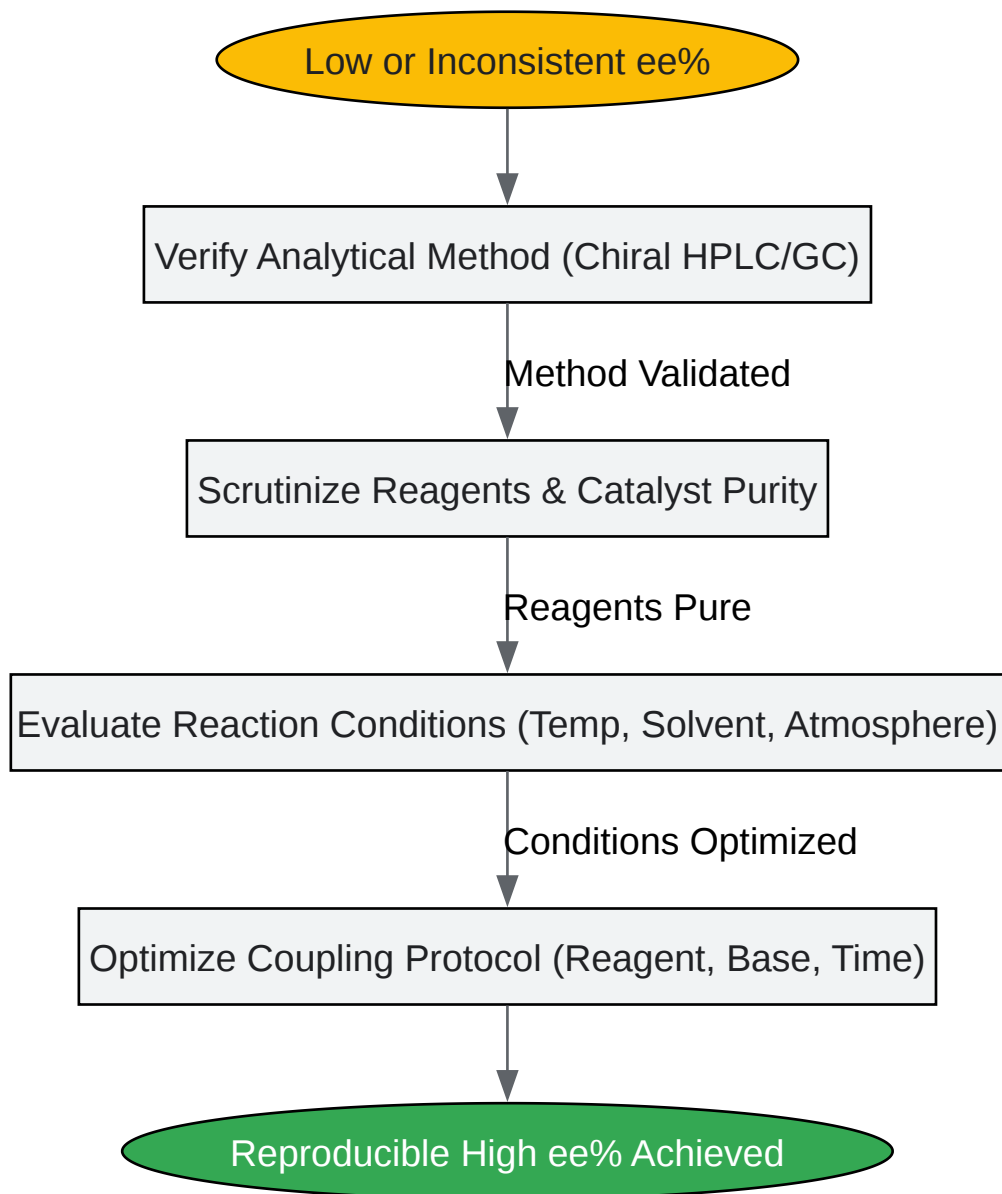 Low or Inconsistent ee%
Verify Analytical Method (Chiral HPLC/GC)
Method Validated
Scrutinize Reagents & Catalyst Purity
Reagents Pure
Evaluate Reaction Conditions (Temp, Solvent, Atmosphere)
Conditions Optimized
Optimize Coupling Protocol (Reagent, Base, Time)
Reproducible High ee% Achieved